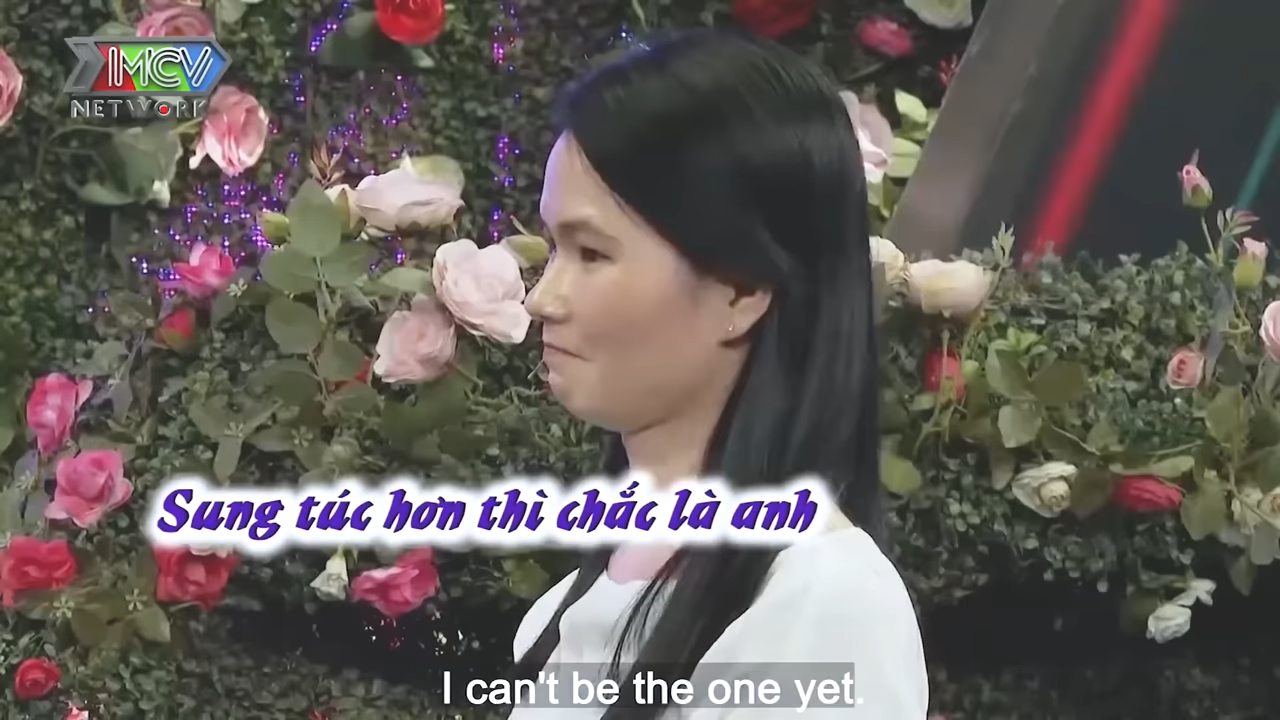 MCV
NETWORK
Sung túc hơn thì chắc là anh
I can't be the one yet.